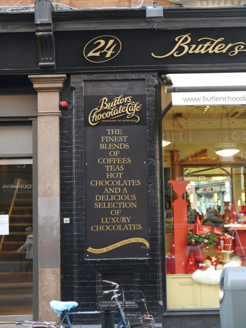 24
Butlers
www.butlerschocolate
Butlers
Chocolate Café
THE
FINEST
BLENDS
OF
COFFEES
TEAS
HOT
CHOCOLATES
AND A
DELICIOUS
SELECTION
OF
LUXURY
CHOCOLATES